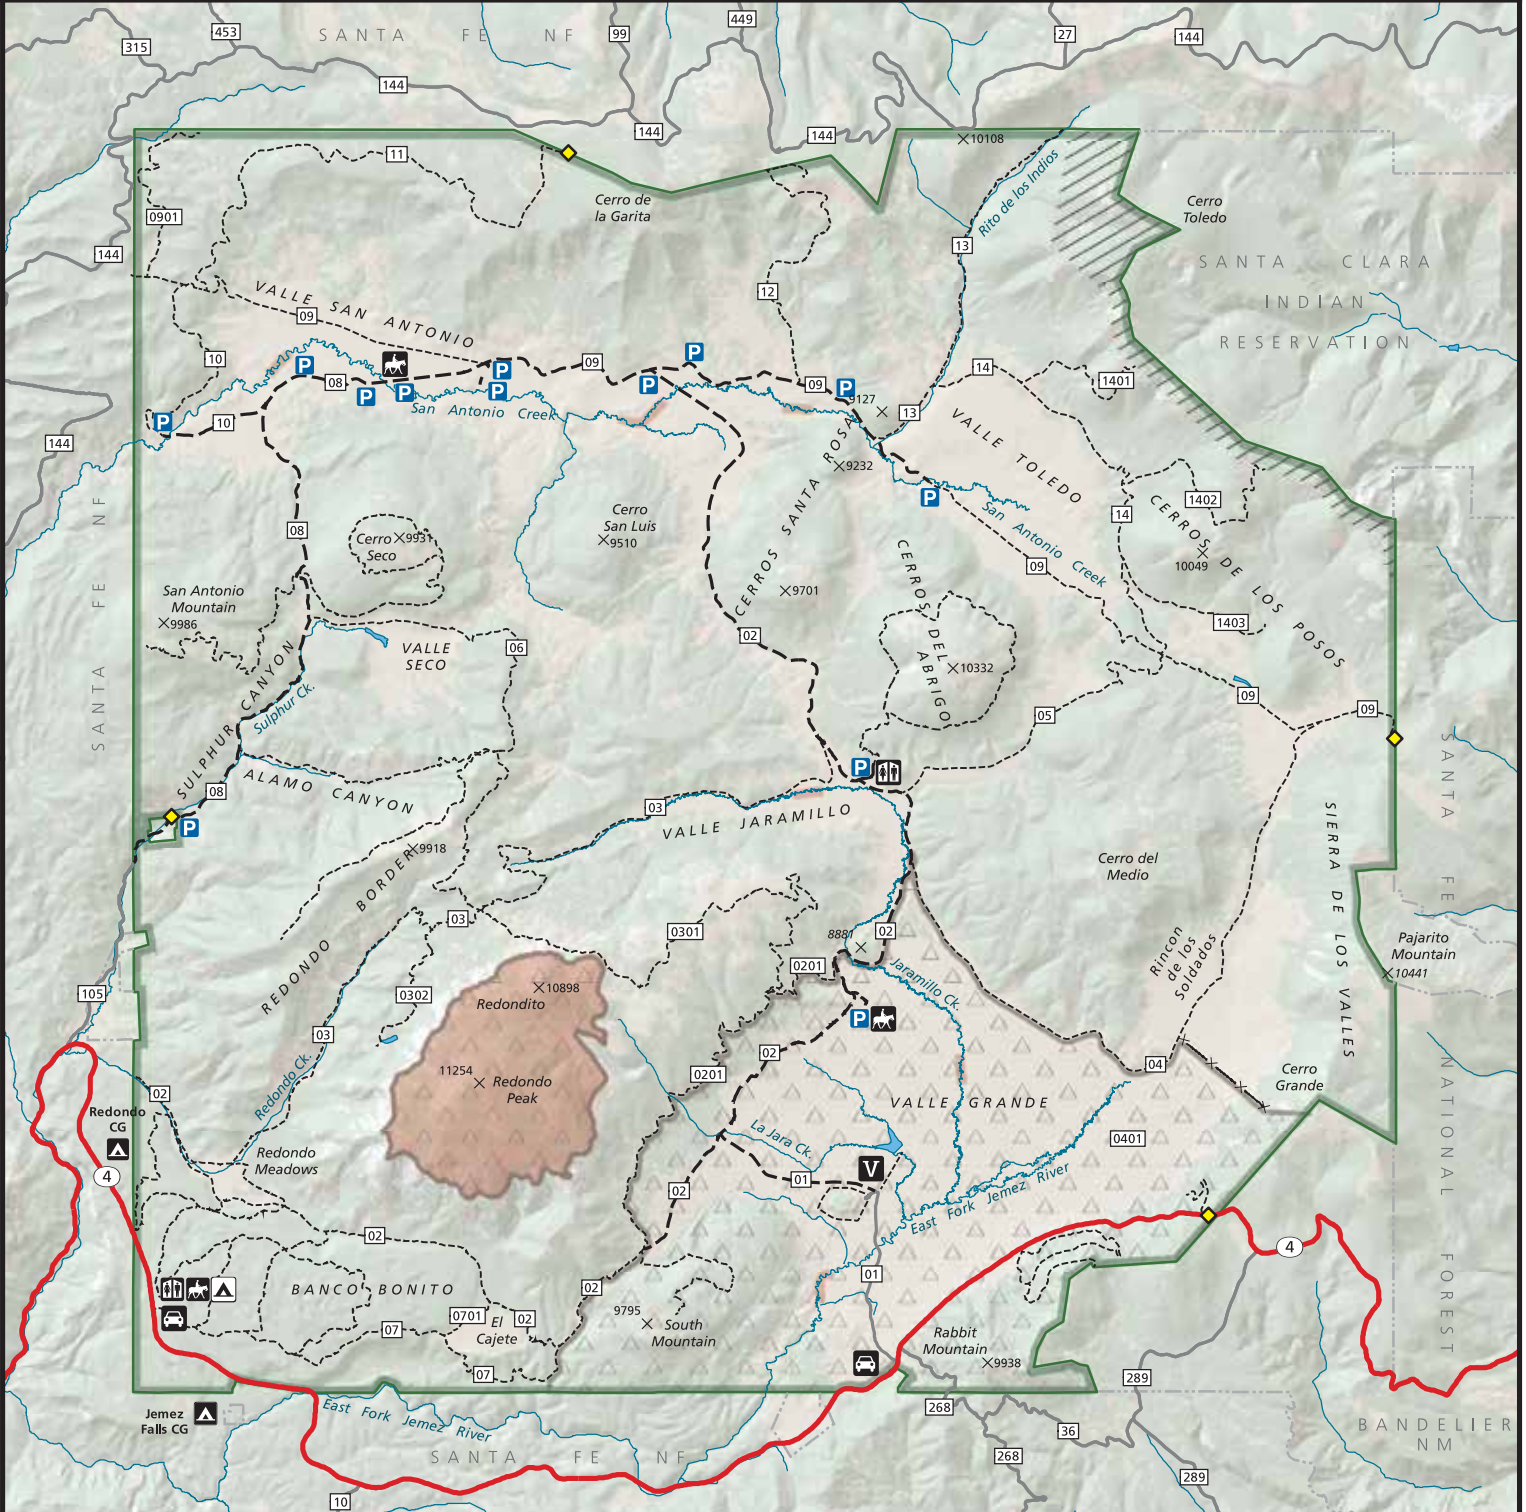 SANTA FE NF
453
315
99
449
27
144
144
144
144
10108
11
Cerro de
la Garita
0901
144
Rito de los Indios
13
Cerro
Toledo
SANTA CLARA
INDIAN
RESERVATION
VALLE SAN ANTONIO
09
12
10
P
08
P
P
P
P
09
P
P
09
P
9127
14
1401
San Antonio Creek
P
10
13
144
VALLE TOLEDO
9232
P
San Antonio Creek
14
1402
CERROS DE LOS POSOS
10049
SANTA FE NF
08
Cerro
Seco
9931
Cerro
San Luis
9510
CERROS SANTA ROSA
9701
CERROS DEL ABRIGO
10332
09
1403
San Antonio
Mountain
9986
VALLE
SECO
06
02
05
09
09
SULPHUR CANYON
Sulphur Ck.
08
P
ALAMO CANYON
P
03
VALLE JARAMILLO
Cerro del
Medio
SIERRA DE LOS VALLES
SANTA FE NATIONAL FOREST
9918
REDONDO BORDER
03
0301
8881
02
0201
Jaramillo Ck.
Rincon
de los
Soldados
Pajarito
Mountain
10441
105
0302
10898
Redondito
P
03
02
11254
Redondo
Peak
0201
04
Cerro
Grande
02
Redondo
CG
Redondo Ck.
VALLE GRANDE
La Jara Ck.
0401
Redondo
Meadows
4
V
01
02
East Fork Jemez River
02
4
BANCO BONITO
01
02
0701
02
El
Cajete
07
07
9795
South
Mountain
Rabbit
Mountain
9938
289
268
Jemez
Falls CG
East Fork Jemez River
36
BANDELIER
NM
SANTA FE NF
268
289
10